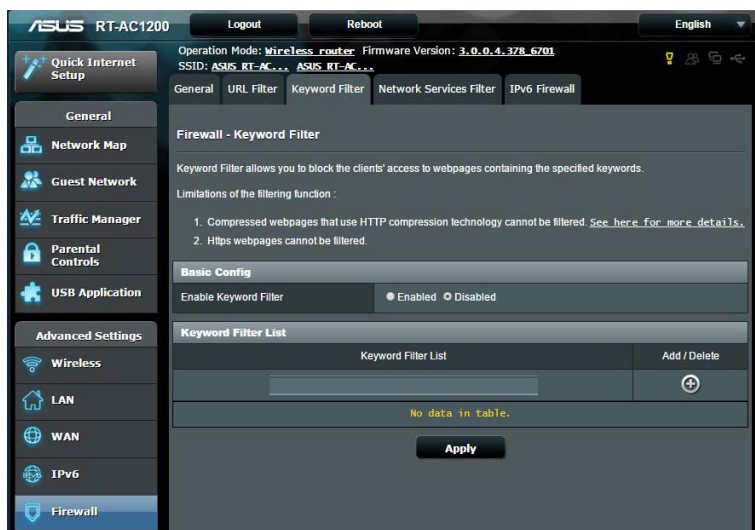 ASUS RT-AC1200
Logout
Reboot
English
Quick Internet
Setup
Operation Mode: Wireless router Firmware Version: 3.0.0.4.378_6701
SSID: ASUS RT-AC... ASUS RT-AC...
General
URL Filter
Keyword Filter
Network Services Filter
IPv6 Firewall
General
Network Map
Guest Network
Traffic Manager
Parental
Controls
USB Application
Advanced Settings
Wireless
LAN
WAN
IPv6
IPv6
Firewall
Firewall - Keyword Filter
Keyword Filter allows you to block the clients' access to webpages containing the specified keywords.
Limitations of the filtering function :
1. Compressed webpages that use HTTP compression technology cannot be filtered. See here for more details.
2. Https webpages cannot be filtered.
Basic Config
Enable Keyword Filter
Enabled Disabled
Keyword Filter List
Keyword Filter List
Add / Delete
No data in table.
Apply